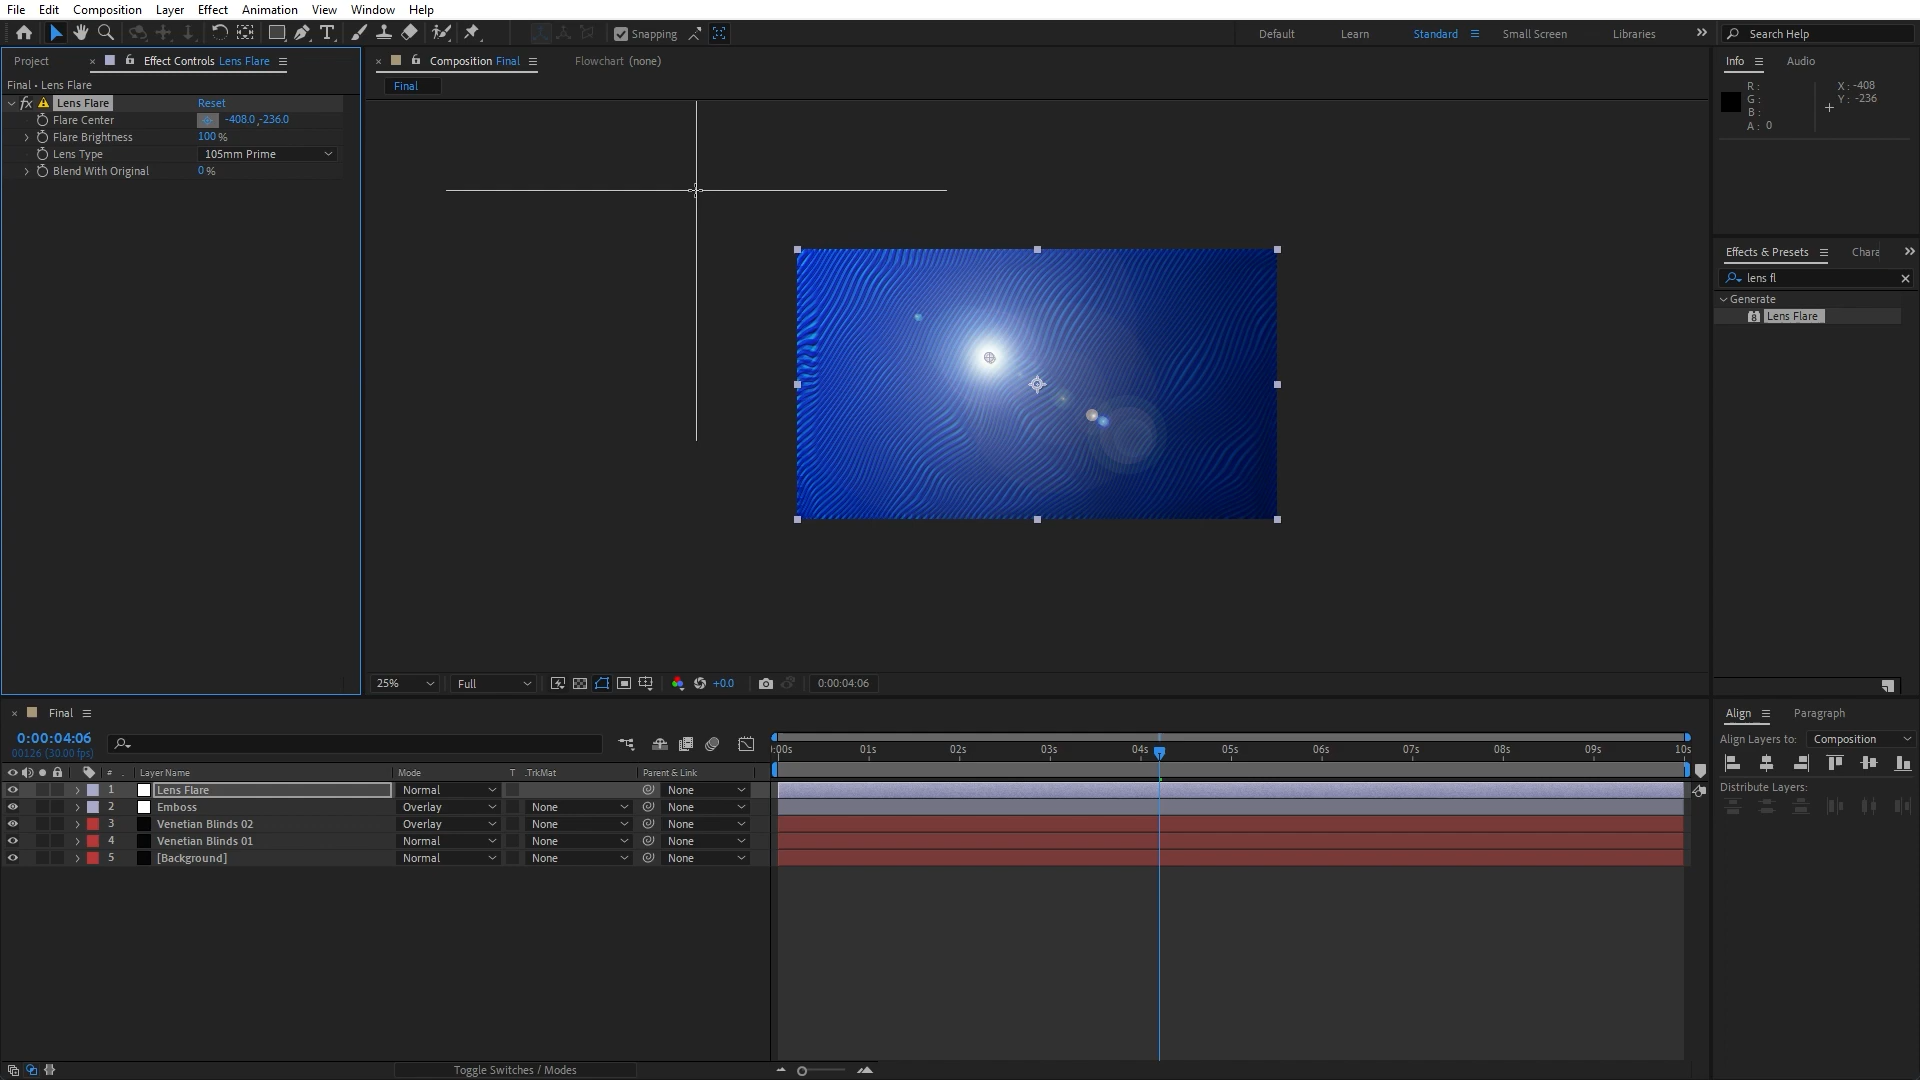 File Edit Composition Layer Effect Animation View Window Help
Snapping
Default Learn Standard Small Screen Libraries
Search Help
Project
Effect Controls Lens Flare
Final • Lens Flare
fx Lens Flare Reset
Flare Center -408.0,-236.0
Flare Brightness 100 %
Lens Type 105mm Prime
Blend With Original 0 %
Composition Final
Flowchart (none)
Final
25% Full +0.0 0:00:04:06
Info Audio
R :
G :
B :
A : 0
X : -408
Y : -236
Effects & Presets Chara
lens fl
Generate
8 Lens Flare
Align Paragraph
Align Layers to: Composition
Distribute Layers:
Final
0:00:04:06
00126 (30.00 fps)
:00s 01s 02s 03s 04s 05s 06s 07s 08s 09s 10s
# . Layer Name Mode T .TrkMat Parent & Link
1 Lens Flare Normal None
2 Emboss Overlay None None
3 Venetian Blinds 02 Overlay None None
4 Venetian Blinds 01 Normal None None
5 [Background] Normal None None
Toggle Switches / Modes